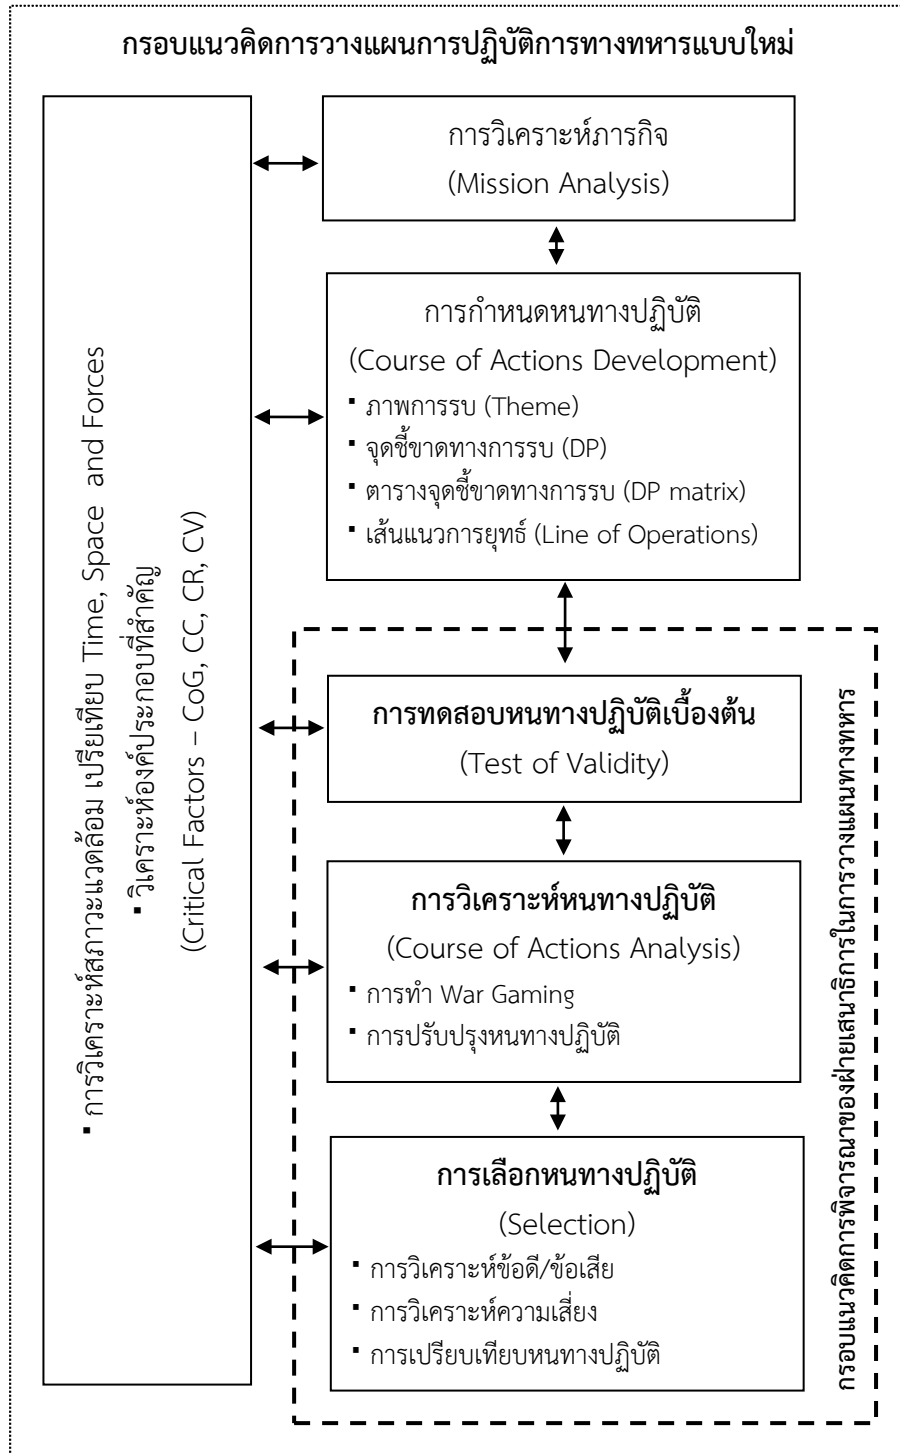 กรอบแนวคิดการวางแผนการปฏิบัติการทางทหารแบบใหม่
▪ การวิเคราะห์สภาวะแวดล้อม เปรียบเทียบ Time, Space and Forces
▪ วิเคราะห์องค์ประกอบที่สำคัญ
(Critical Factors – CoG, CC, CR, CV)
การวิเคราะห์ภารกิจ
(Mission Analysis)
การกำหนดหนทางปฏิบัติ
(Course of Actions Development)
▪ ภาพการรบ (Theme)
▪ จุดชี้ขาดทางการรบ (DP)
▪ ตารางจุดชี้ขาดทางการรบ (DP matrix)
▪ เส้นแนวการยุทธ์ (Line of Operations)
การทดสอบหนทางปฏิบัติเบื้องต้น
(Test of Validity)
การวิเคราะห์หนทางปฏิบัติ
(Course of Actions Analysis)
▪ การทำ War Gaming
▪ การปรับปรุงหนทางปฏิบัติ
การเลือกหนทางปฏิบัติ
(Selection)
▪ การวิเคราะห์ข้อดี/ข้อเสีย
▪ การวิเคราะห์ความเสี่ยง
▪ การเปรียบเทียบหนทางปฏิบัติ
กรอบแนวคิดการพิจารณาของฝ่ายเสนาธิการในการวางแผนทางทหาร